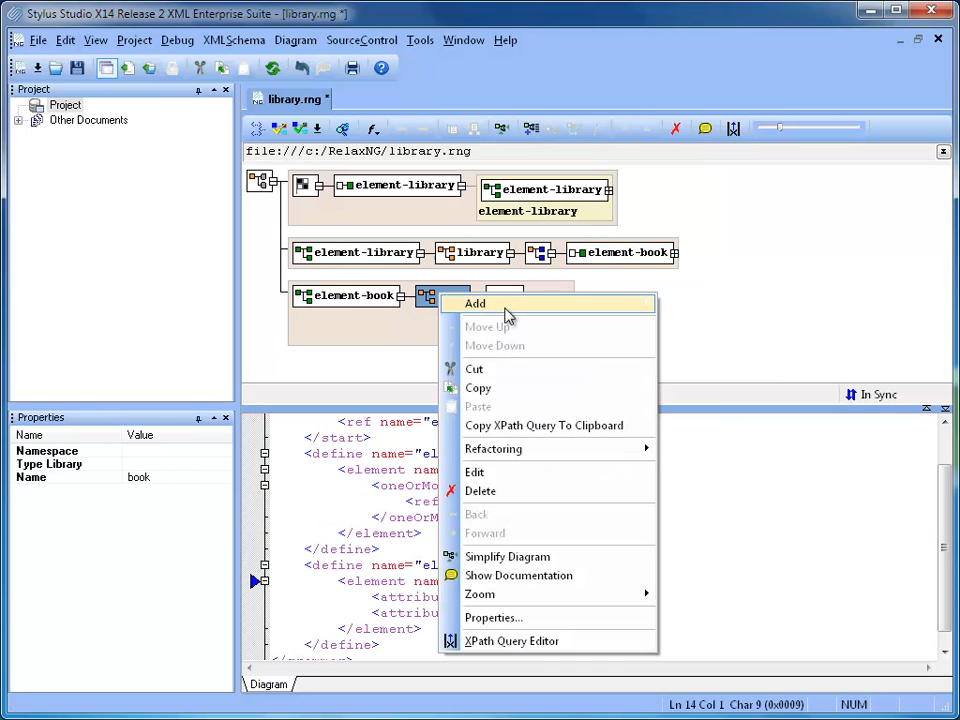 Stylus Studio X14 Release 2 XML Enterprise Suite - [library.rng *]
File Edit View Project Debug XMLSchema Diagram SourceControl Tools Window Help
Project
Project
Other Documents
library.rng *
file:///c:/RelaxNG/library.rng
element-library
element-library
element-library
element-library
library
element-book
element-book
Add
Move Up
Move Down
Cut
Copy
Paste
Copy XPath Query To Clipboard
Refactoring
Edit
Delete
Back
Forward
Simplify Diagram
Show Documentation
Zoom
Properties...
XPath Query Editor
In Sync
Properties
Name Value
Namespace
Type Library
Name book
<ref name="e
</start>
<define name="el
<element nam
<oneOrMo
<ref
</oneOrM
</element>
</define>
<define name="el
<element nam
<attribu
<attribu
</element>
</define>
Diagram
Ln 14 Col 1 Char 9 (0x0009) NUM